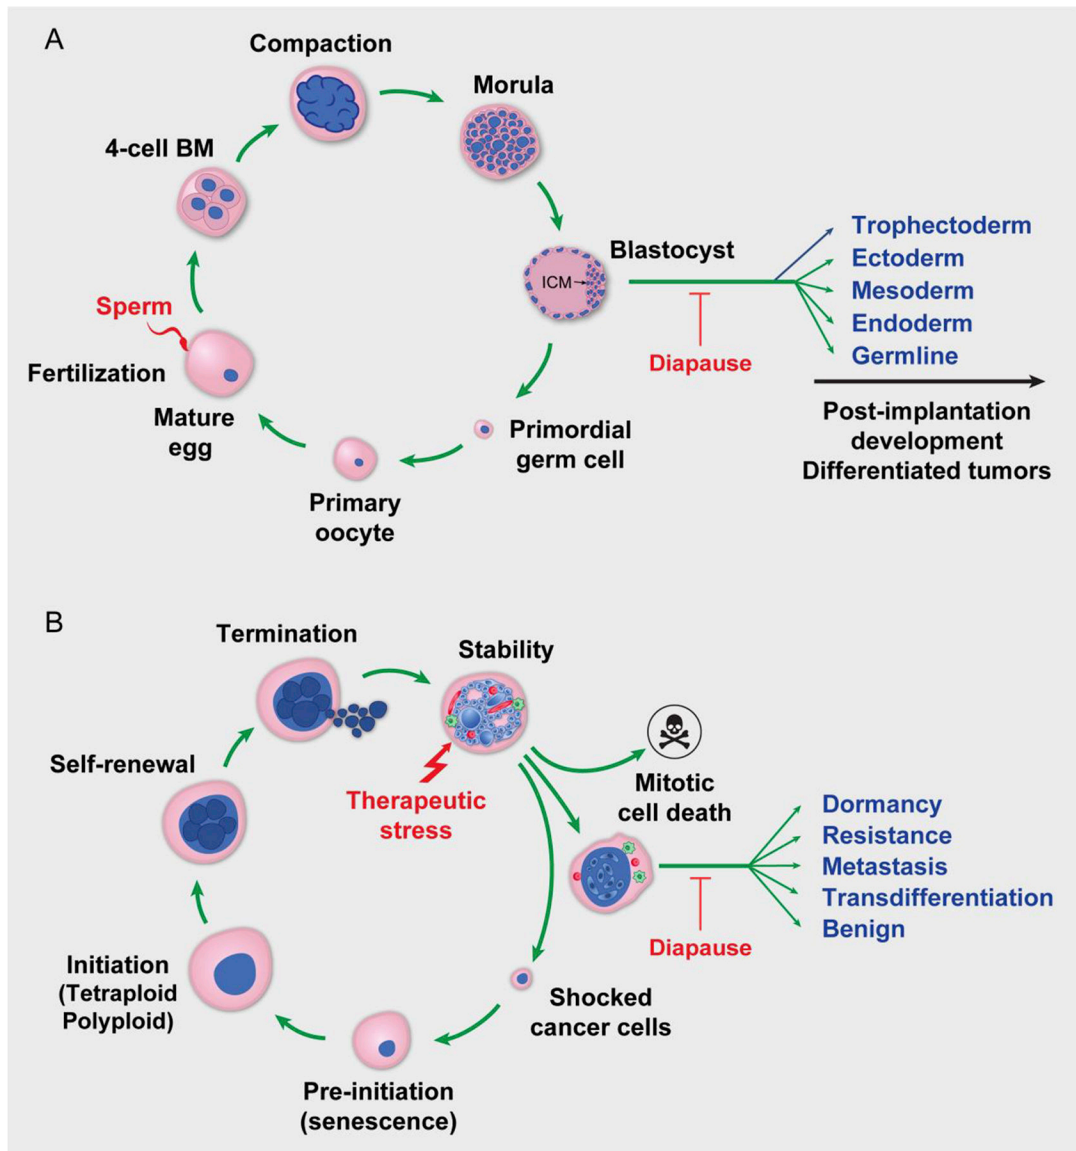 A
Compaction
Morula
4-cell BM
Blastocyst
ICM
Trophectoderm
Ectoderm
Mesoderm
Endoderm
Germline
Sperm
Diapause
Fertilization
Mature
egg
Primordial
germ cell
Primary
oocyte
Post-implantation
development
Differentiated tumors
B
Termination
Stability
Self-renewal
Therapeutic
stress
Mitotic
cell death
Dormancy
Resistance
Metastasis
Transdifferentiation
Benign
Diapause
Initiation
(Tetraploid
Polyploid)
Shocked
cancer cells
Pre-initiation
(senescence)